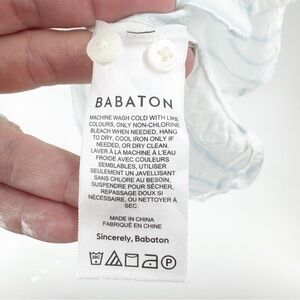 BABATON
MACHINE WASH COLD WITH LIKE
COLOURS, ONLY NON-CHLORINE
BLEACH WHEN NEEDED, HANG
TO DRY, COOL IRON ONLY IF
NEEDED, OR DRY CLEAN.
LAVER À LA MACHINE À L'EAU
FROIDE AVEC COULEURS
SEMBLABLES, UTILISER
SEULEMENT UN JAVELLISANT
SANS CHLORE AU BESOIN,
SUSPENDRE POUR SÉCHER,
REPASSAGE DOUX SI
NÉCESSAIRE, OU NETTOYER À
SEC.
MADE IN CHINA
FABRIQUÉ EN CHINE
Sincerely, Babaton
P